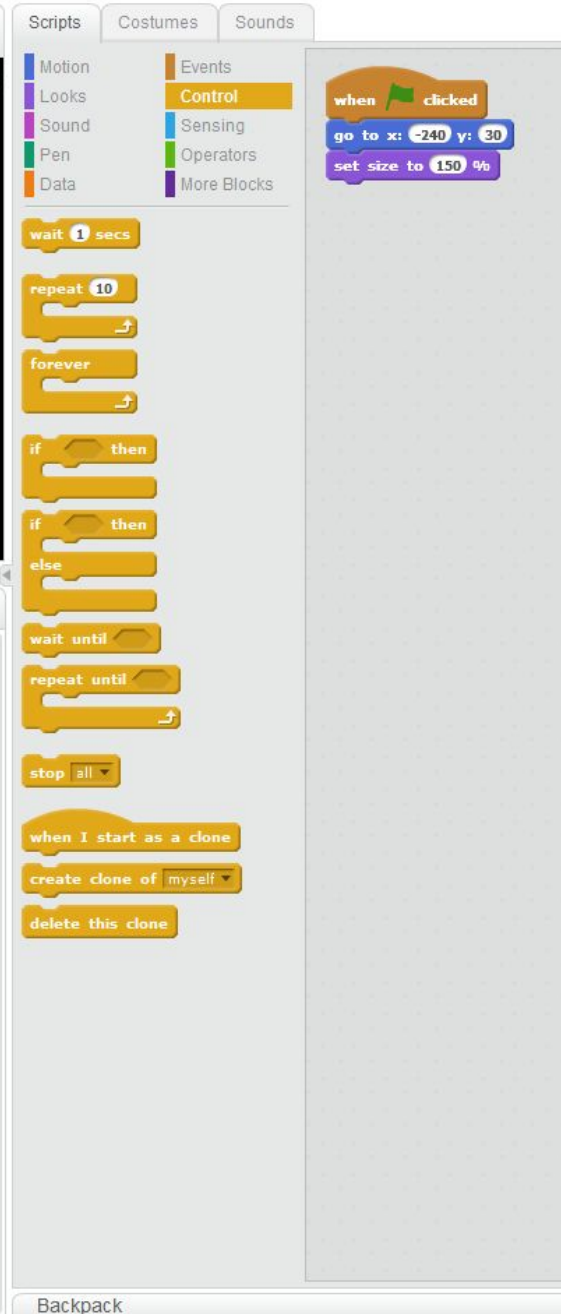 Scripts Costumes Sounds
Motion Events
Looks Control
Sound Sensing
Pen Operators
Data More Blocks
wait 1 secs
repeat 10
forever
if then
if then
else
wait until
repeat until
stop all
when I start as a clone
create clone of myself
delete this clone
when clicked
go to x: -240 y: 30
set size to 150 %
Backpack